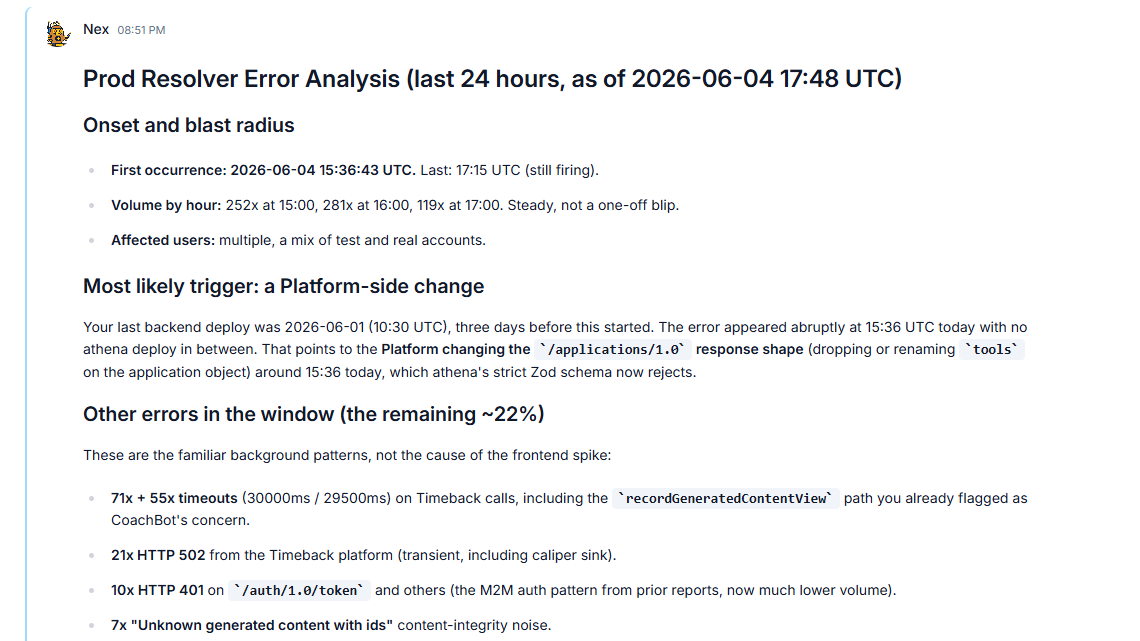 Nex 08:51 PM
Prod Resolver Error Analysis (last 24 hours, as of 2026-06-04 17:48 UTC)
Onset and blast radius
First occurrence: 2026-06-04 15:36:43 UTC. Last: 17:15 UTC (still firing).
Volume by hour: 252x at 15:00, 281x at 16:00, 119x at 17:00. Steady, not a one-off blip.
Affected users: multiple, a mix of test and real accounts.
Most likely trigger: a Platform-side change
Your last backend deploy was 2026-06-01 (10:30 UTC), three days before this started. The error appeared abruptly at 15:36 UTC today with no
athena deploy in between. That points to the Platform changing the `/applications/1.0` response shape (dropping or renaming `tools`
on the application object) around 15:36 today, which athena's strict Zod schema now rejects.
Other errors in the window (the remaining ~22%)
These are the familiar background patterns, not the cause of the frontend spike:
71x + 55x timeouts (30000ms / 29500ms) on Timeback calls, including the `recordGeneratedContentView` path you already flagged as
CoachBot's concern.
21x HTTP 502 from the Timeback platform (transient, including caliper sink).
10x HTTP 401 on `/auth/1.0/token` and others (the M2M auth pattern from prior reports, now much lower volume).
7x "Unknown generated content with ids" content-integrity noise.